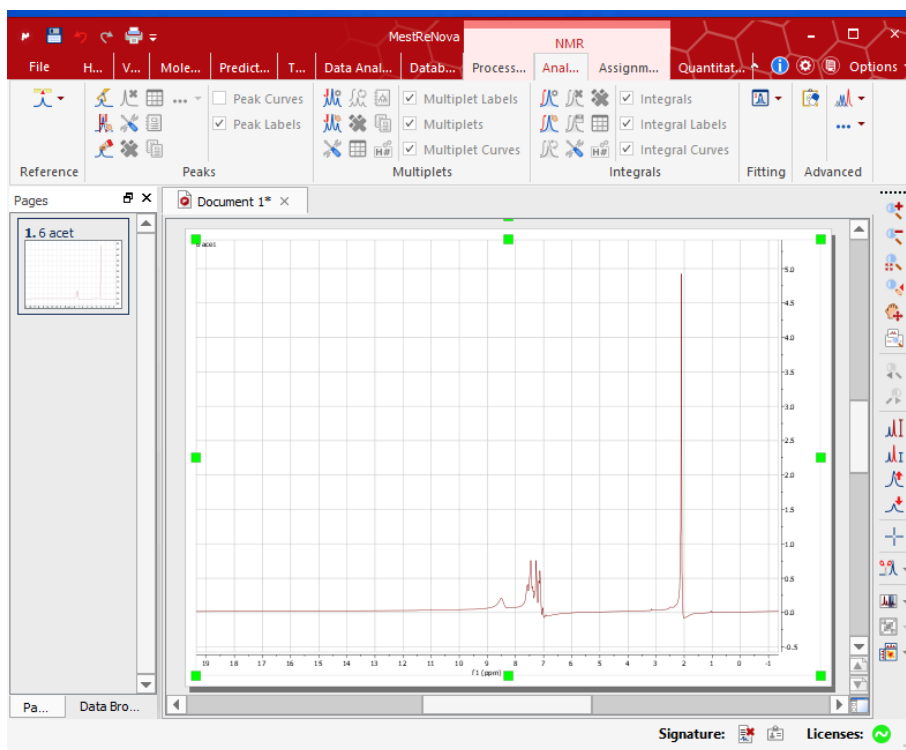 MestReNova
NMR
File H... V... Mole... Predict... T... Data Anal... Datab... Process... Anal... Assignm... Quantitat... Options
Peak Curves
Peak Labels
Multiplet Labels
Multiplets
Multiplet Curves
Integrals
Integral Labels
Integral Curves
Reference Peaks Multiplets Integrals Fitting Advanced
Pages
Document 1*
1. 6 acet
5.0
4.5
4.0
3.5
3.0
2.5
2.0
1.5
1.0
0.5
0.0
-0.5
19 18 17 16 15 14 13 12 11 10 9 8 7 6 5 4 3 2 1 0 -1
f1 (ppm)
Pa... Data Bro...
Signature: Licenses: